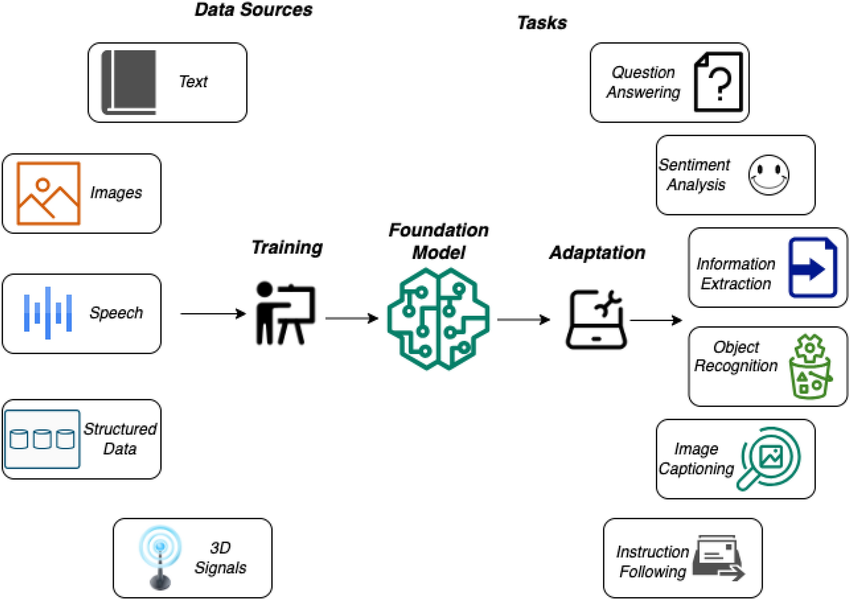 Data Sources
Tasks
Text
Images
Speech
Structured
Data
3D
Signals
Training
Foundation
Model
Adaptation
Question
Answering
?
Sentiment
Analysis
Information
Extraction
Object
Recognition
Image
Captioning
Instruction
Following